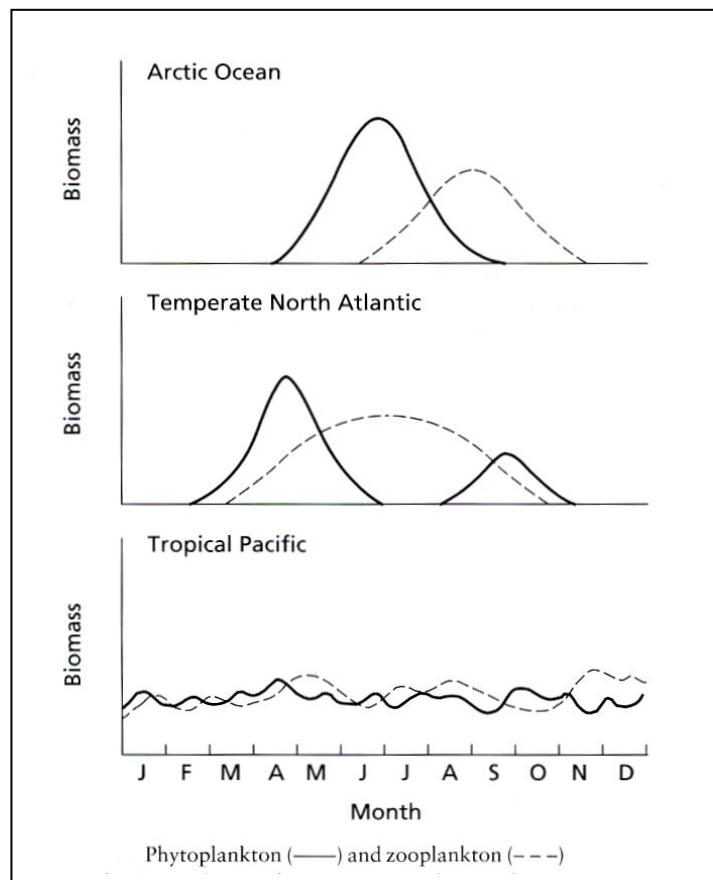 Arctic Ocean
Biomass
Temperate North Atlantic
Biomass
Tropical Pacific
Biomass
J F M A M J J A S O N D
Month
Phytoplankton (——) and zooplankton (– – –)